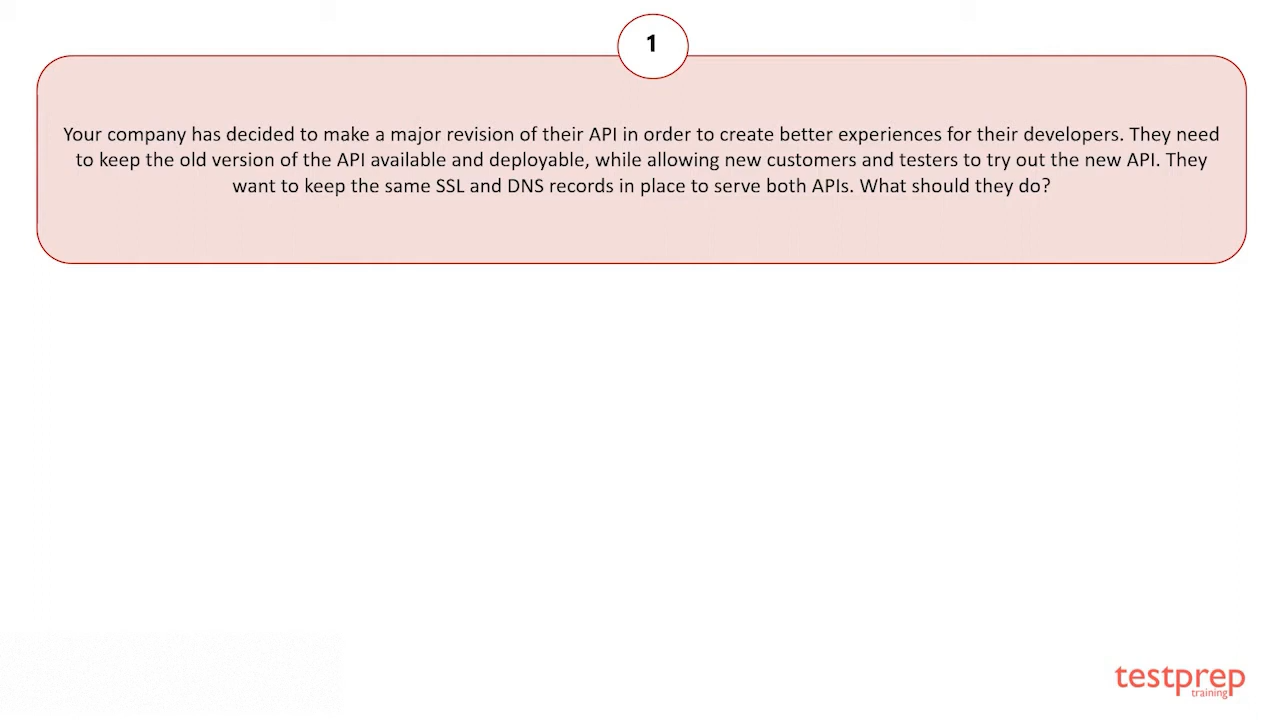 1
Your company has decided to make a major revision of their API in order to create better experiences for their developers. They need
to keep the old version of the API available and deployable, while allowing new customers and testers to try out the new API. They
want to keep the same SSL and DNS records in place to serve both APIs. What should they do?
testprep
training